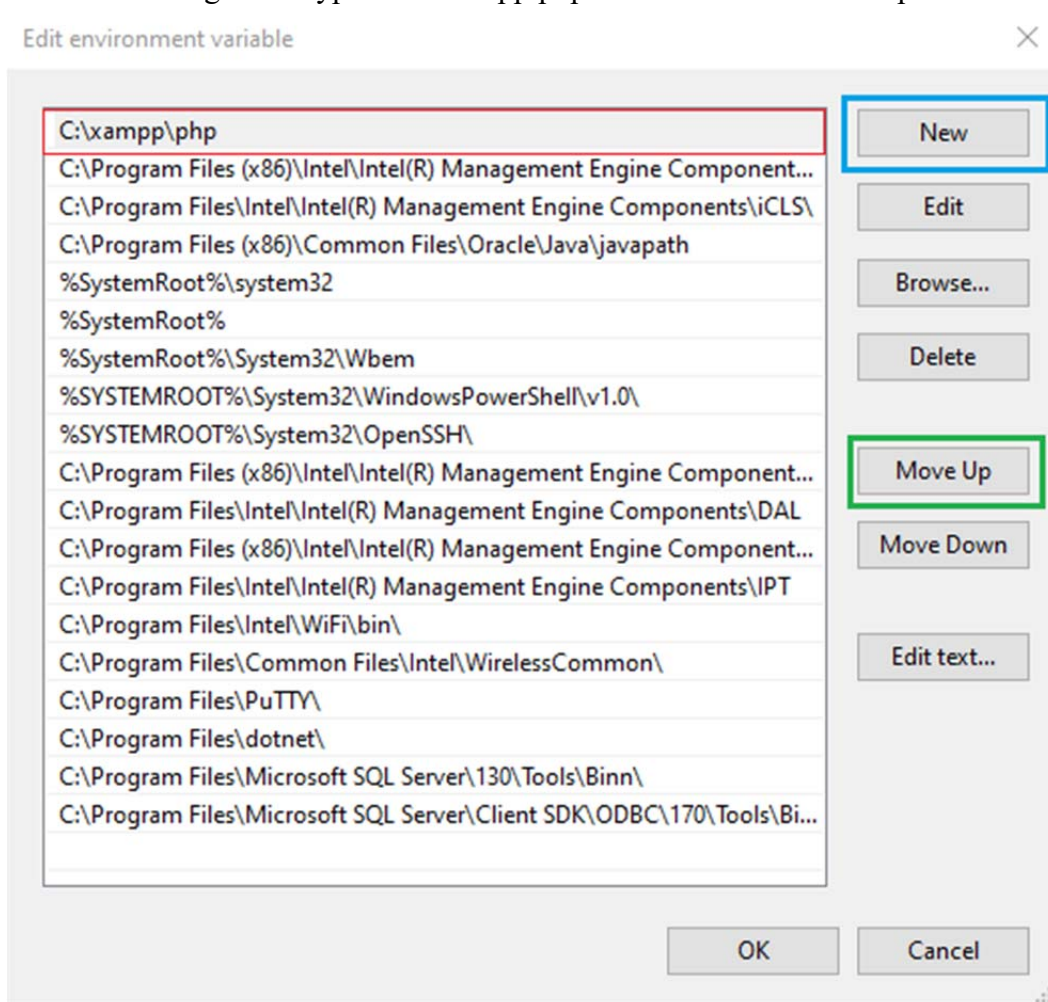 Edit environment variable
C:\xampp\php
C:\Program Files (x86)\Intel\Intel(R) Management Engine Component...
C:\Program Files\Intel\Intel(R) Management Engine Components\iCLS\
C:\Program Files (x86)\Common Files\Oracle\Java\javapath
%SystemRoot%\system32
%SystemRoot%
%SystemRoot%\System32\Wbem
%SYSTEMROOT%\System32\WindowsPowerShell\v1.0\
%SYSTEMROOT%\System32\OpenSSH\
C:\Program Files (x86)\Intel\Intel(R) Management Engine Component...
C:\Program Files\Intel\Intel(R) Management Engine Components\DAL
C:\Program Files (x86)\Intel\Intel(R) Management Engine Component...
C:\Program Files\Intel\Intel(R) Management Engine Components\IPT
C:\Program Files\Intel\WiFi\bin\
C:\Program Files\Common Files\Intel\WirelessCommon\
C:\Program Files\PuTTY\
C:\Program Files\dotnet\
C:\Program Files\Microsoft SQL Server\130\Tools\Binn\
C:\Program Files\Microsoft SQL Server\Client SDK\ODBC\170\Tools\Bi...
New
Edit
Browse...
Delete
Move Up
Move Down
Edit text...
OK
Cancel